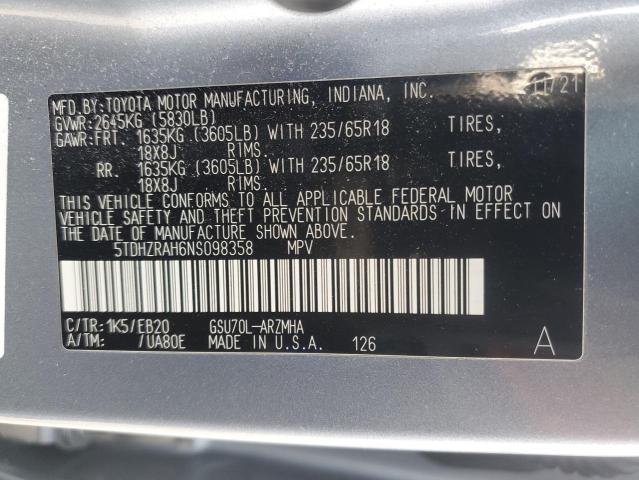 MFD.BY:TOYOTA MOTOR MANUFACTURING, INDIANA, INC. 11/21
GVWR:2645KG (5830LB)
GAWR:FRT. 1635KG (3605LB) WITH 235/65R18 TIRES,
18X8J RIMS.
RR. 1635KG (3605LB) WITH 235/65R18 TIRES,
18X8J RIMS.
THIS VEHICLE CONFORMS TO ALL APPLICABLE FEDERAL MOTOR
VEHICLE SAFETY AND THEFT PREVENTION STANDARDS IN EFFECT ON
THE DATE OF MANUFACTURE SHOWN ABOVE.
5TDHZRAH6NS098358 MPV
C/TR:1K5/EB20 GSU70L-ARZMHA
A/TM: /UA80E MADE IN U.S.A. 126 A